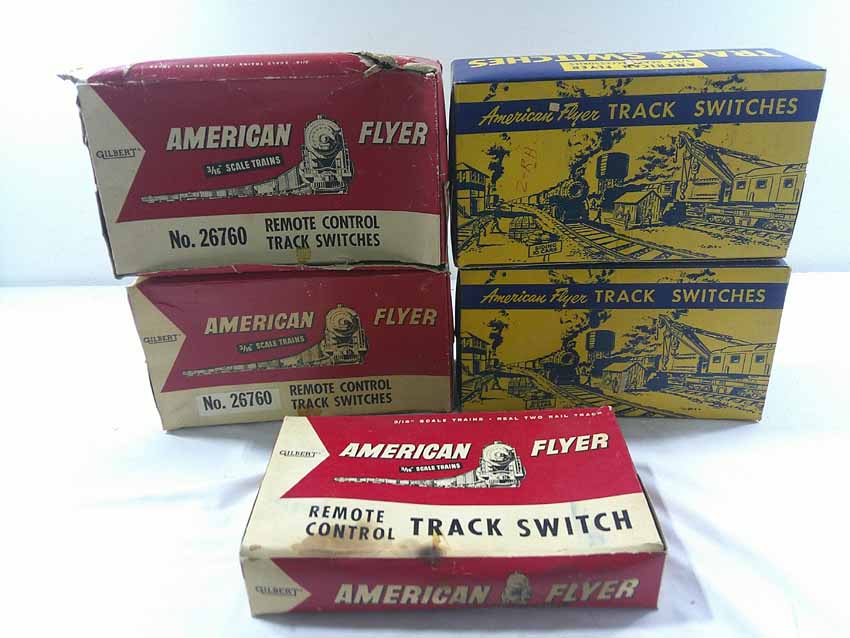 GILBERT
AMERICAN FLYER
3/16" SCALE TRAINS
No. 26760
REMOTE CONTROL
TRACK SWITCHES
TRACK SWITCHES
AMERICAN FLYER
American Flyer TRACK SWITCHES
SIDING
GILBERT
AMERICAN FLYER
3/16" SCALE TRAINS
No. 26760
REMOTE CONTROL
TRACK SWITCHES
American Flyer TRACK SWITCHES
3/16" SCALE TRAINS • REAL TWO RAIL TRACK
GILBERT
AMERICAN FLYER
3/16" SCALE TRAINS
REMOTE
CONTROL
TRACK SWITCH
GILBERT
AMERICAN FLYER